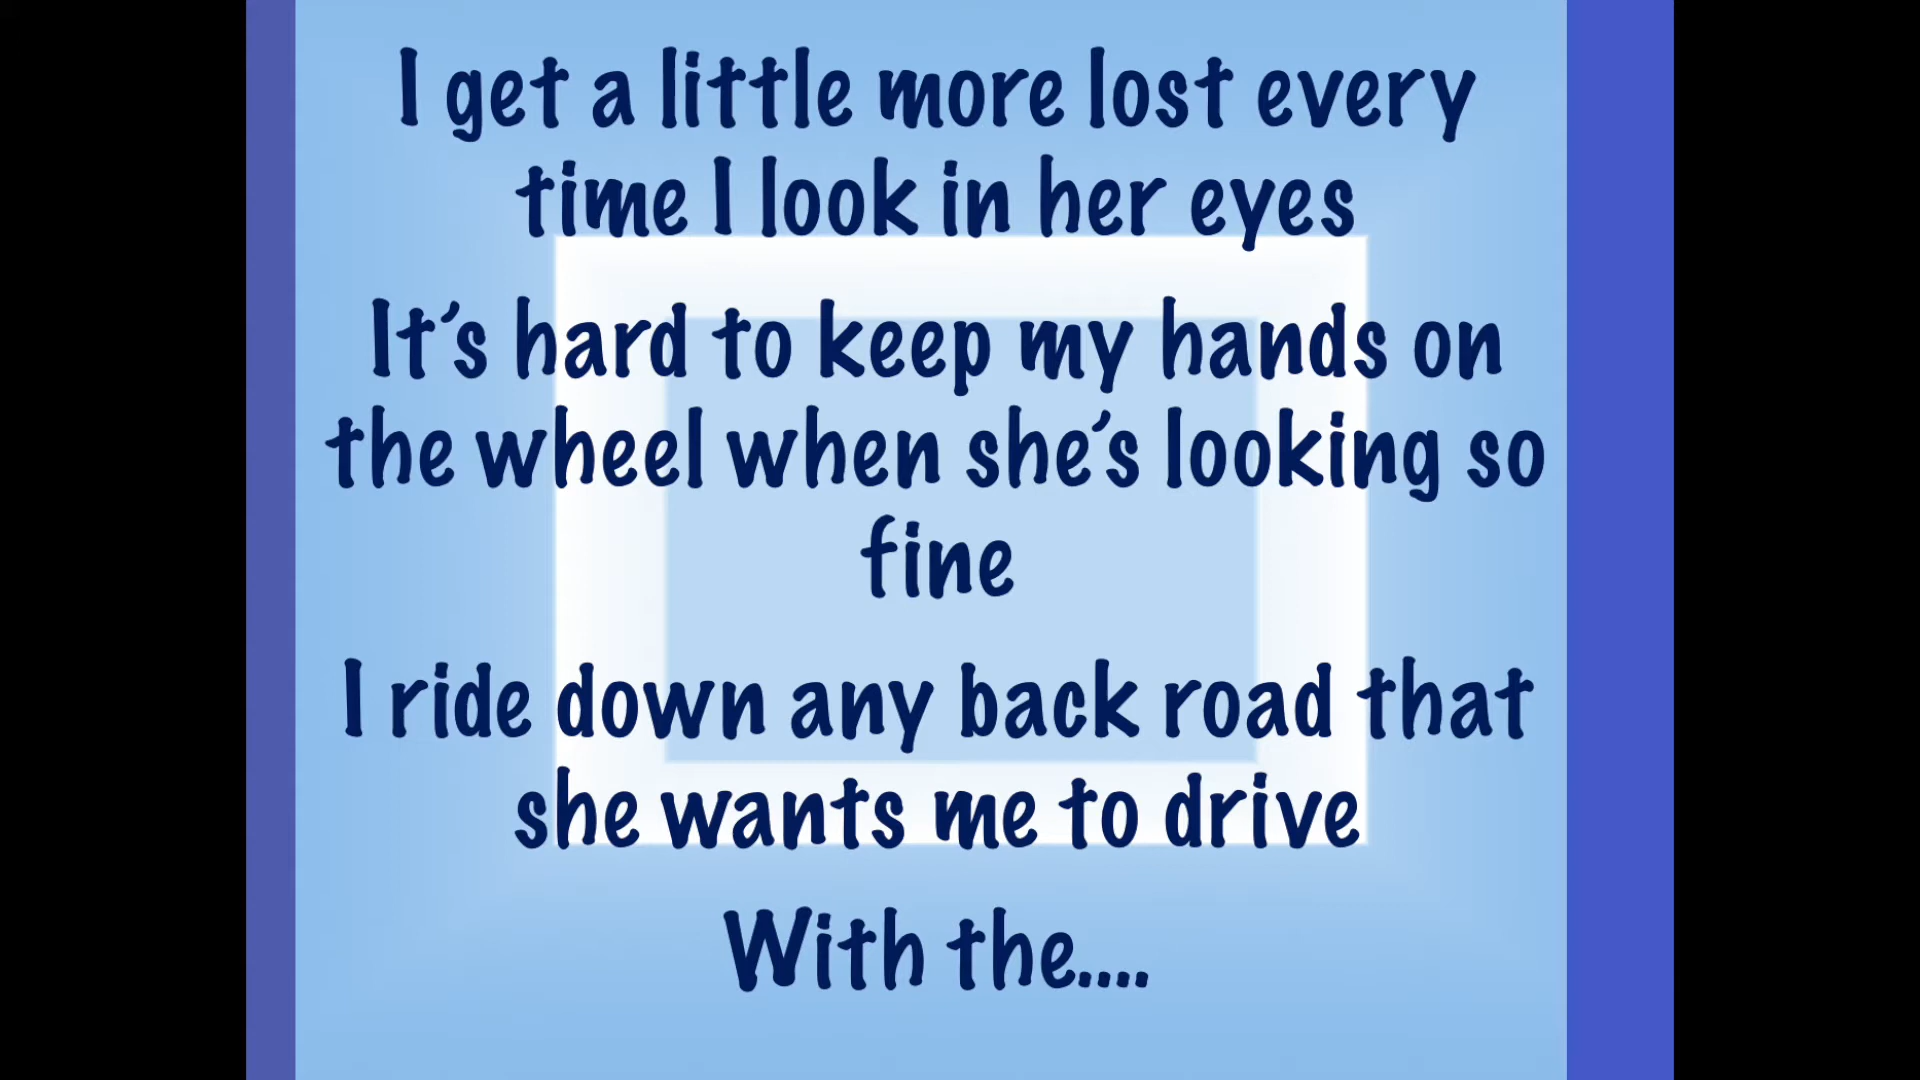 I get a little more lost every
time I look in her eyes
It’s hard to keep my hands on
the wheel when she’s looking so
fine
I ride down any back road that
she wants me to drive
With the....